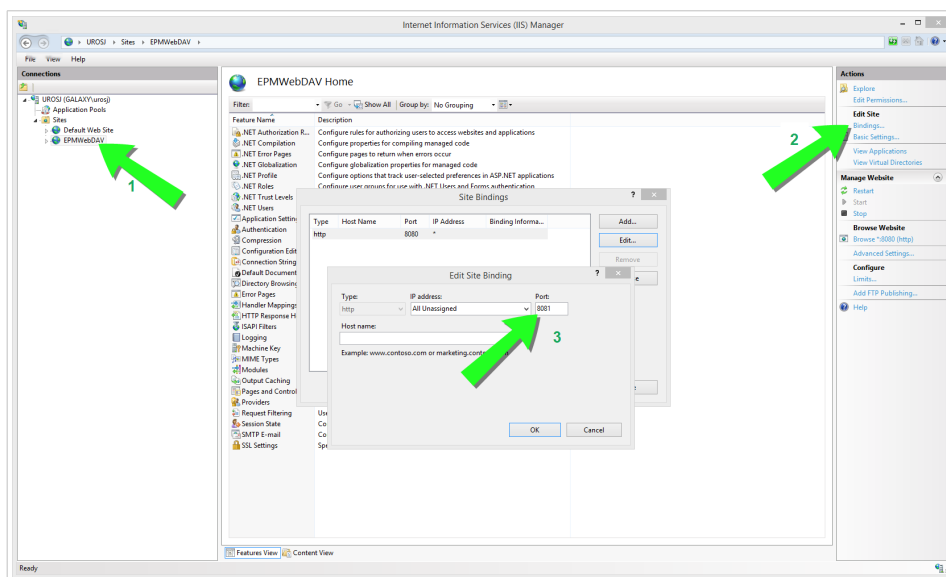 Internet Information Services (IIS) Manager
UROSJ ▸ Sites ▸ EPMWebDAV ▸
File View Help
Connections
UROSJ (GALAXY\urosj)
Application Pools
Sites
Default Web Site
EPMWebDAV
1
EPMWebDAV Home
Filter: Go Show All Group by: No Grouping
Feature Name Description
.NET Authorization R... Configure rules for authorizing users to access websites and applications
.NET Compilation Configure properties for compiling managed code
.NET Error Pages Configure pages to return when errors occur
.NET Globalization Configure globalization properties for managed code
.NET Profile Configure options that track user-selected preferences in ASP.NET applications
.NET Roles Configure user groups for use with .NET Users and Forms authentication
.NET Trust Levels
.NET Users
Application Settin
Authentication
Compression
Configuration Edit
Connection String
Default Document
Directory Browsing
Error Pages
Handler Mappings
HTTP Response H
ISAPI Filters
Logging
Machine Key
MIME Types
Modules
Output Caching
Pages and Control
Providers
Request Filtering Use
Session State Co
SMTP E-mail Co
SSL Settings Spe
Site Bindings
? ×
Type Host Name Port IP Address Binding Informa...
http 8080 *
Add...
Edit...
Remove
Edit Site Binding
? ×
Type: IP address: Port:
http All Unassigned 8081
Host name:
3
Example: www.contoso.com or marketing.conto
OK Cancel
Features View Content View
Ready
Actions
Explore
Edit Permissions...
Edit Site
Bindings...
Basic Settings...
2
View Applications
View Virtual Directories
Manage Website
Restart
Start
Stop
Browse Website
Browse *:8080 (http)
Advanced Settings...
Configure
Limits...
Add FTP Publishing...
Help